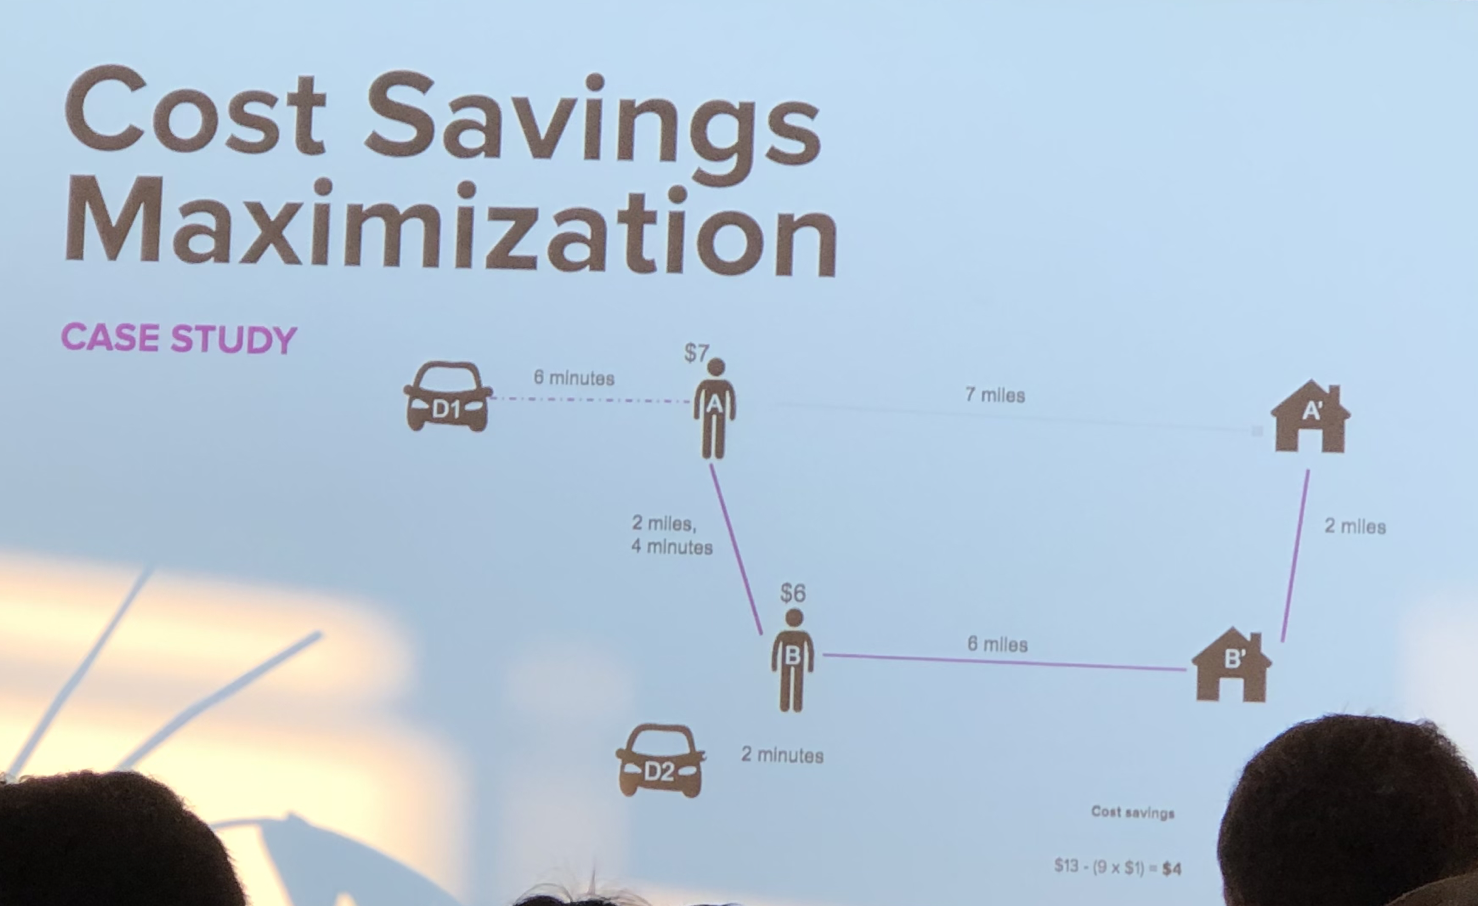 Cost Savings
Maximization
CASE STUDY
$7
D1
6 minutes
A
7 miles
A'
2 miles,
4 minutes
2 miles
$6
B
6 miles
B'
D2
2 minutes
Cost savings
$13 - (9 x $1) = $4